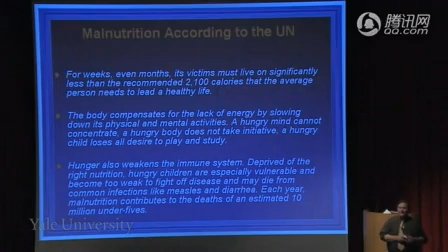 Malnutrition According to the UN
腾讯网
QQ.com
For weeks, even months, its victims must live on significantly
less than the recommended 2,100 calories that the average
person needs to lead a healthy life.
The body compensates for the lack of energy by slowing
down its physical and mental activities. A hungry mind cannot
concentrate, a hungry body does not take initiative, a hungry
child loses all desire to play and study.
Hunger also weakens the immune system. Deprived of the
right nutrition, hungry children are especially vulnerable and
become too weak to fight off disease and may die from
common infections like measles and diarrhea. Each year,
malnutrition contributes to the deaths of an estimated 10
million under-fives.
Yale University